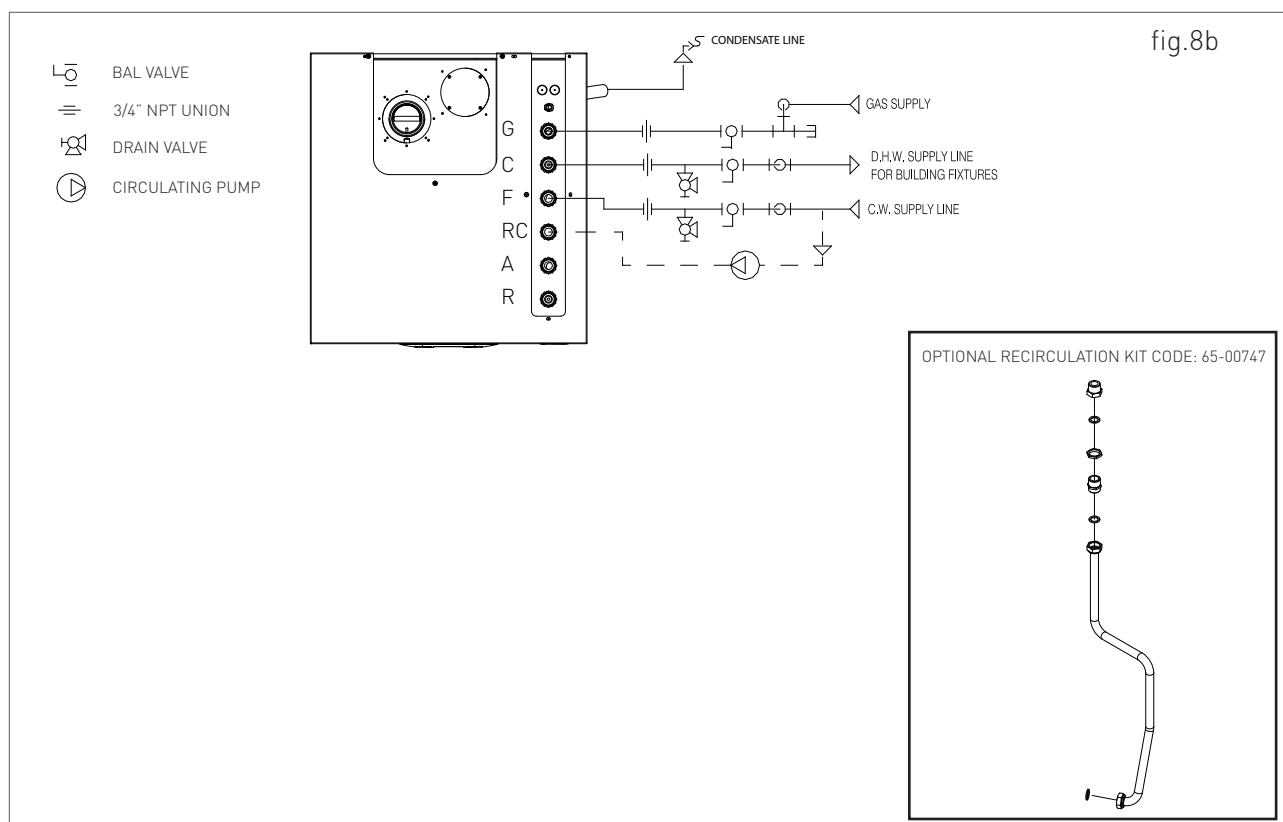 fig.8b
BAL VALVE
3/4" NPT UNION
DRAIN VALVE
CIRCULATING PUMP
CONDENSATE LINE
G
C
F
RC
A
R
GAS SUPPLY
D.H.W. SUPPLY LINE
FOR BUILDING FIXTURES
C.W. SUPPLY LINE
OPTIONAL RECIRCULATION KIT CODE: 65-00747